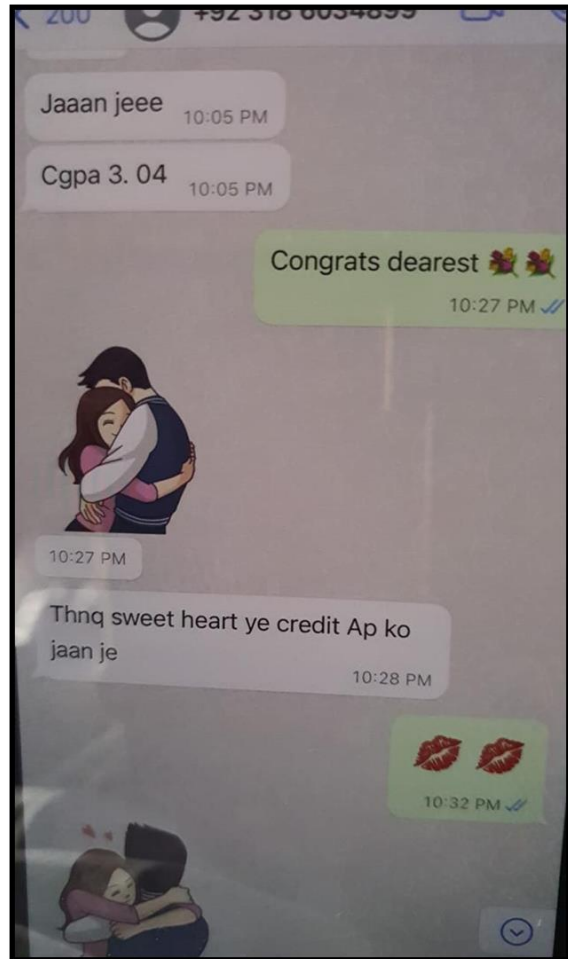 200
Jaaan jeee
10:05 PM
Cgpa 3. 04
10:05 PM
Congrats dearest
10:27 PM
10:27 PM
Thnq sweet heart ye credit Ap ko
jaan je
10:28 PM
10:32 PM